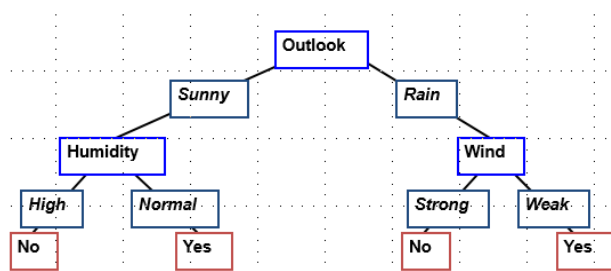 Outlook
Sunny Rain
Humidity Wind
High Normal Strong Weak
No Yes No Yes